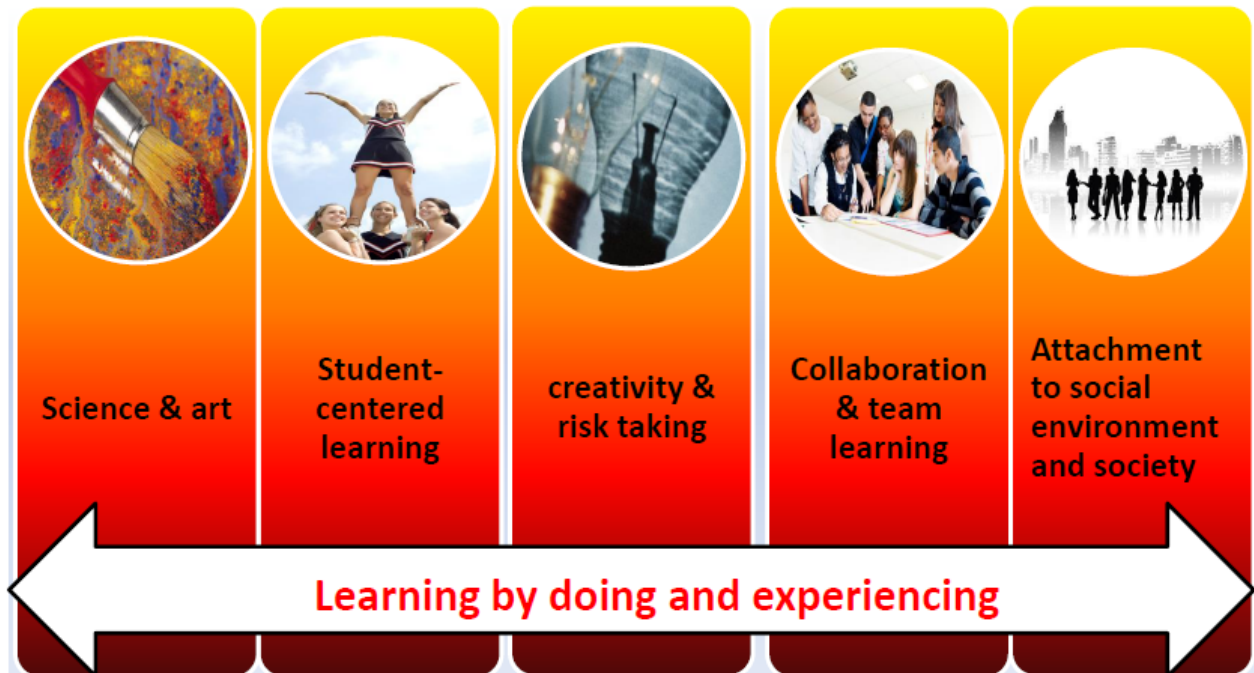 Science & art
Student-
centered
learning
creativity &
risk taking
Collaboration
& team
learning
Attachment
to social
environment
and society
Learning by doing and experiencing